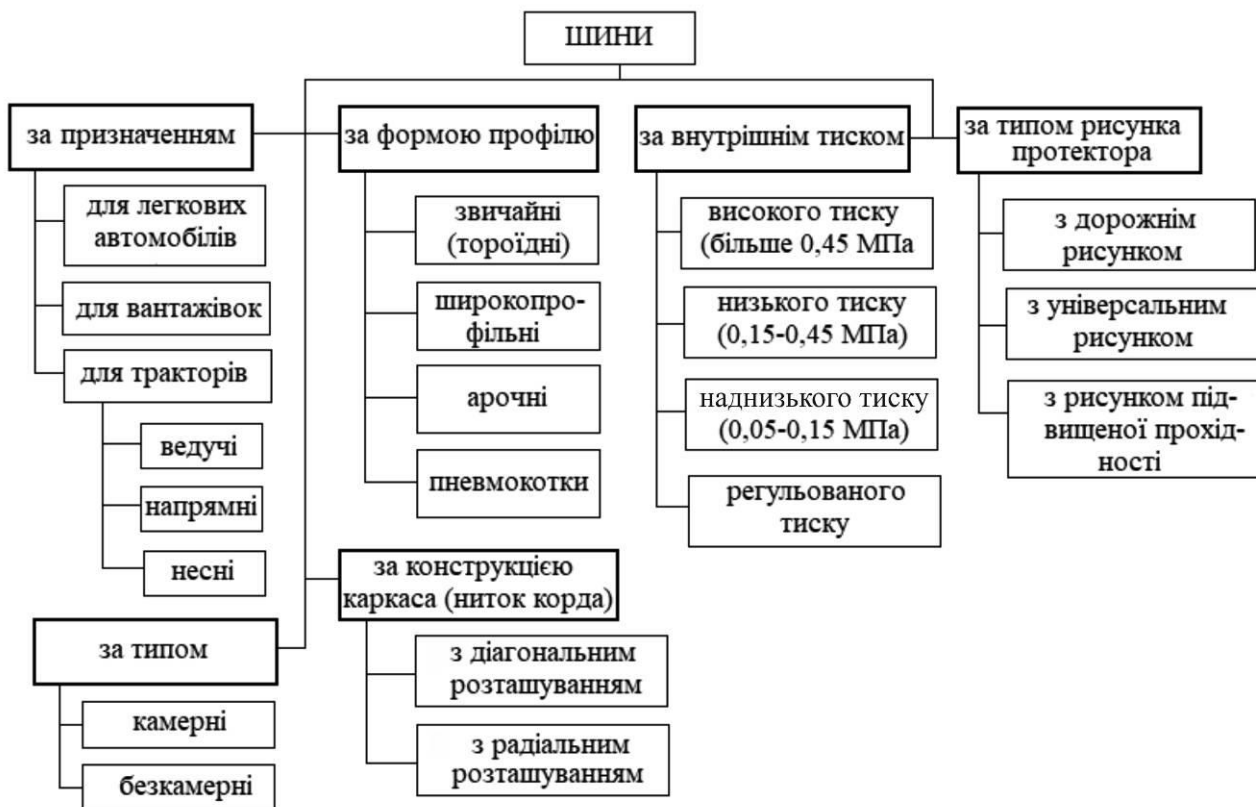 ШИНИ
за призначенням
для легкових
автомобілів
для вантажівок
для тракторів
ведучі
напрямні
несні
за формою профілю
звичайні
(тороїдні)
широкопро-
фільні
арочні
пневмокотки
за внутрішнім тиском
високого тиску
(більше 0,45 МПа
низького тиску
(0,15-0,45 МПа)
наднизького тиску
(0,05-0,15 МПа)
регульованого
тиску
за типом рисунка
протектора
з дорожнім
рисунком
з універсальним
рисунком
з рисунком під-
вищеної прохід-
ності
за типом
камерні
безкамерні
за конструкцією
каркаса (ниток корда)
з діагональним
розташуванням
з радіальним
розташуванням